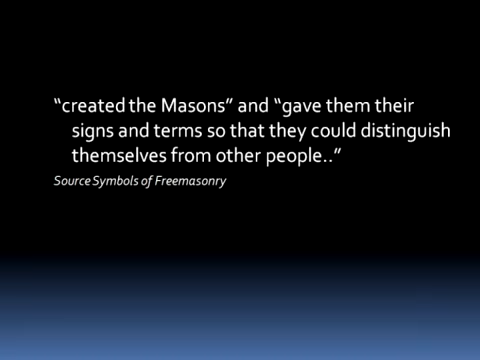 “created the Masons” and “gave them their
signs and terms so that they could distinguish
themselves from other people..”
Source Symbols of Freemasonry